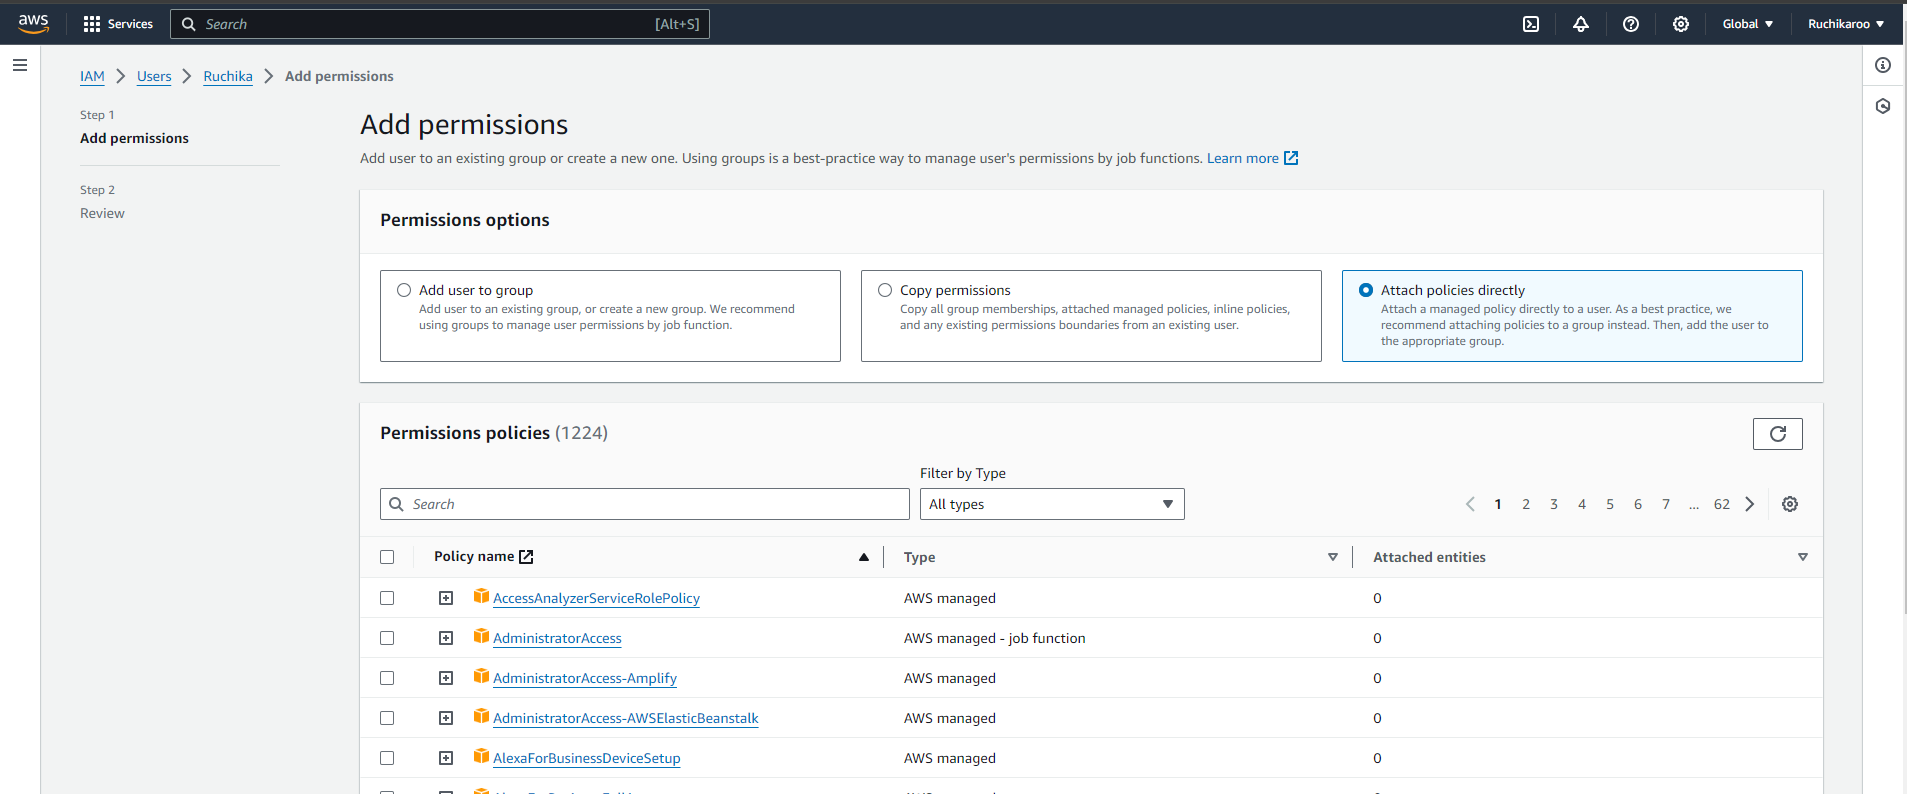 aws
Services
Search
[Alt+S]
Global
Ruchikaroo
IAM
Users
Ruchika
Add permissions
Step 1
Add permissions
Step 2
Review
Add permissions
Add user to an existing group or create a new one. Using groups is a best-practice way to manage user's permissions by job functions. Learn more
Permissions options
Add user to group
Add user to an existing group, or create a new group. We recommend
using groups to manage user permissions by job function.
Copy permissions
Copy all group memberships, attached managed policies, inline policies,
and any existing permissions boundaries from an existing user.
Attach policies directly
Attach a managed policy directly to a user. As a best practice, we
recommend attaching policies to a group instead. Then, add the user to
the appropriate group.
Permissions policies (1224)
Filter by Type
Search
All types
1 2 3 4 5 6 7 ... 62
Policy name
Type
Attached entities
AccessAnalyzerServiceRolePolicy
AWS managed
0
AdministratorAccess
AWS managed - job function
0
AdministratorAccess-Amplify
AWS managed
0
AdministratorAccess-AWSElasticBeanstalk
AWS managed
0
AlexaForBusinessDeviceSetup
AWS managed
0